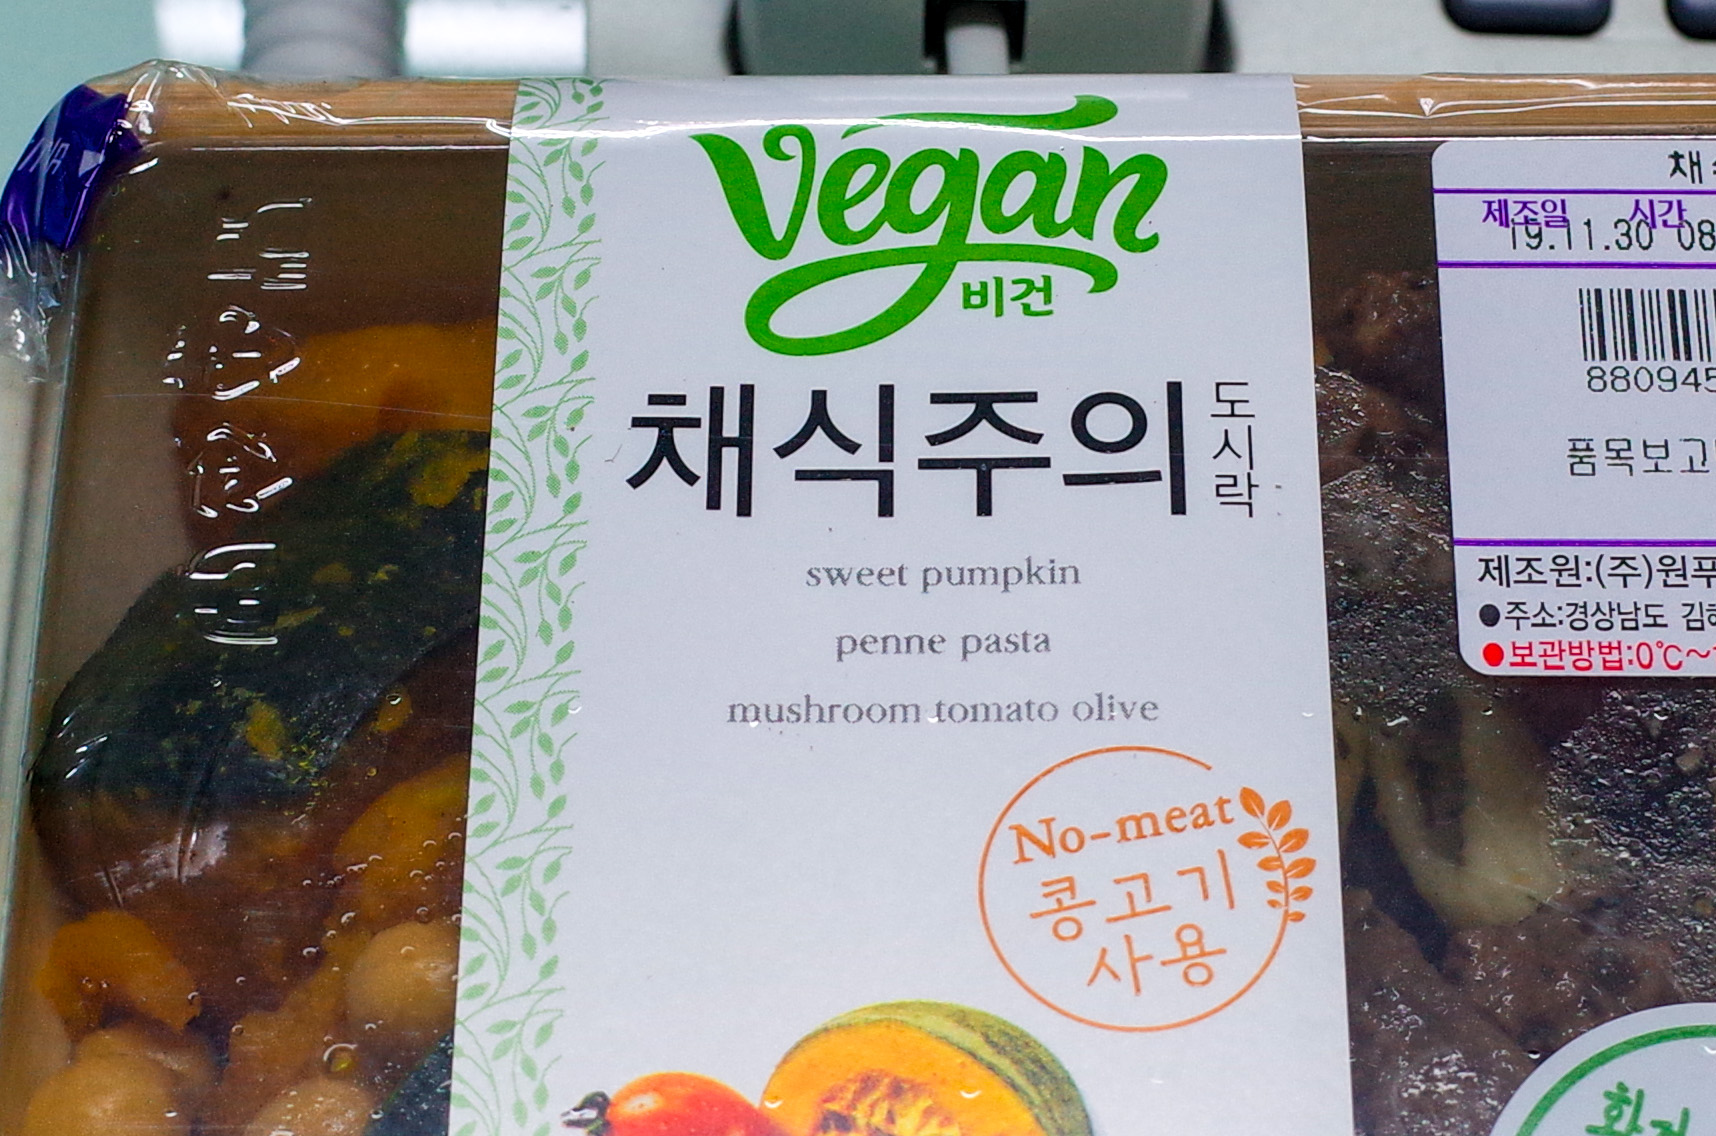 Vegan
비건
채식주의
도시락
sweet pumpkin
penne pasta
mushroom tomato olive
No-meat
콩고기
사용
제조일 시간
19.11.30 08
880945
품목보고
제조원:(주)원푸
●주소:경상남도 김해
●보관방법:0℃~